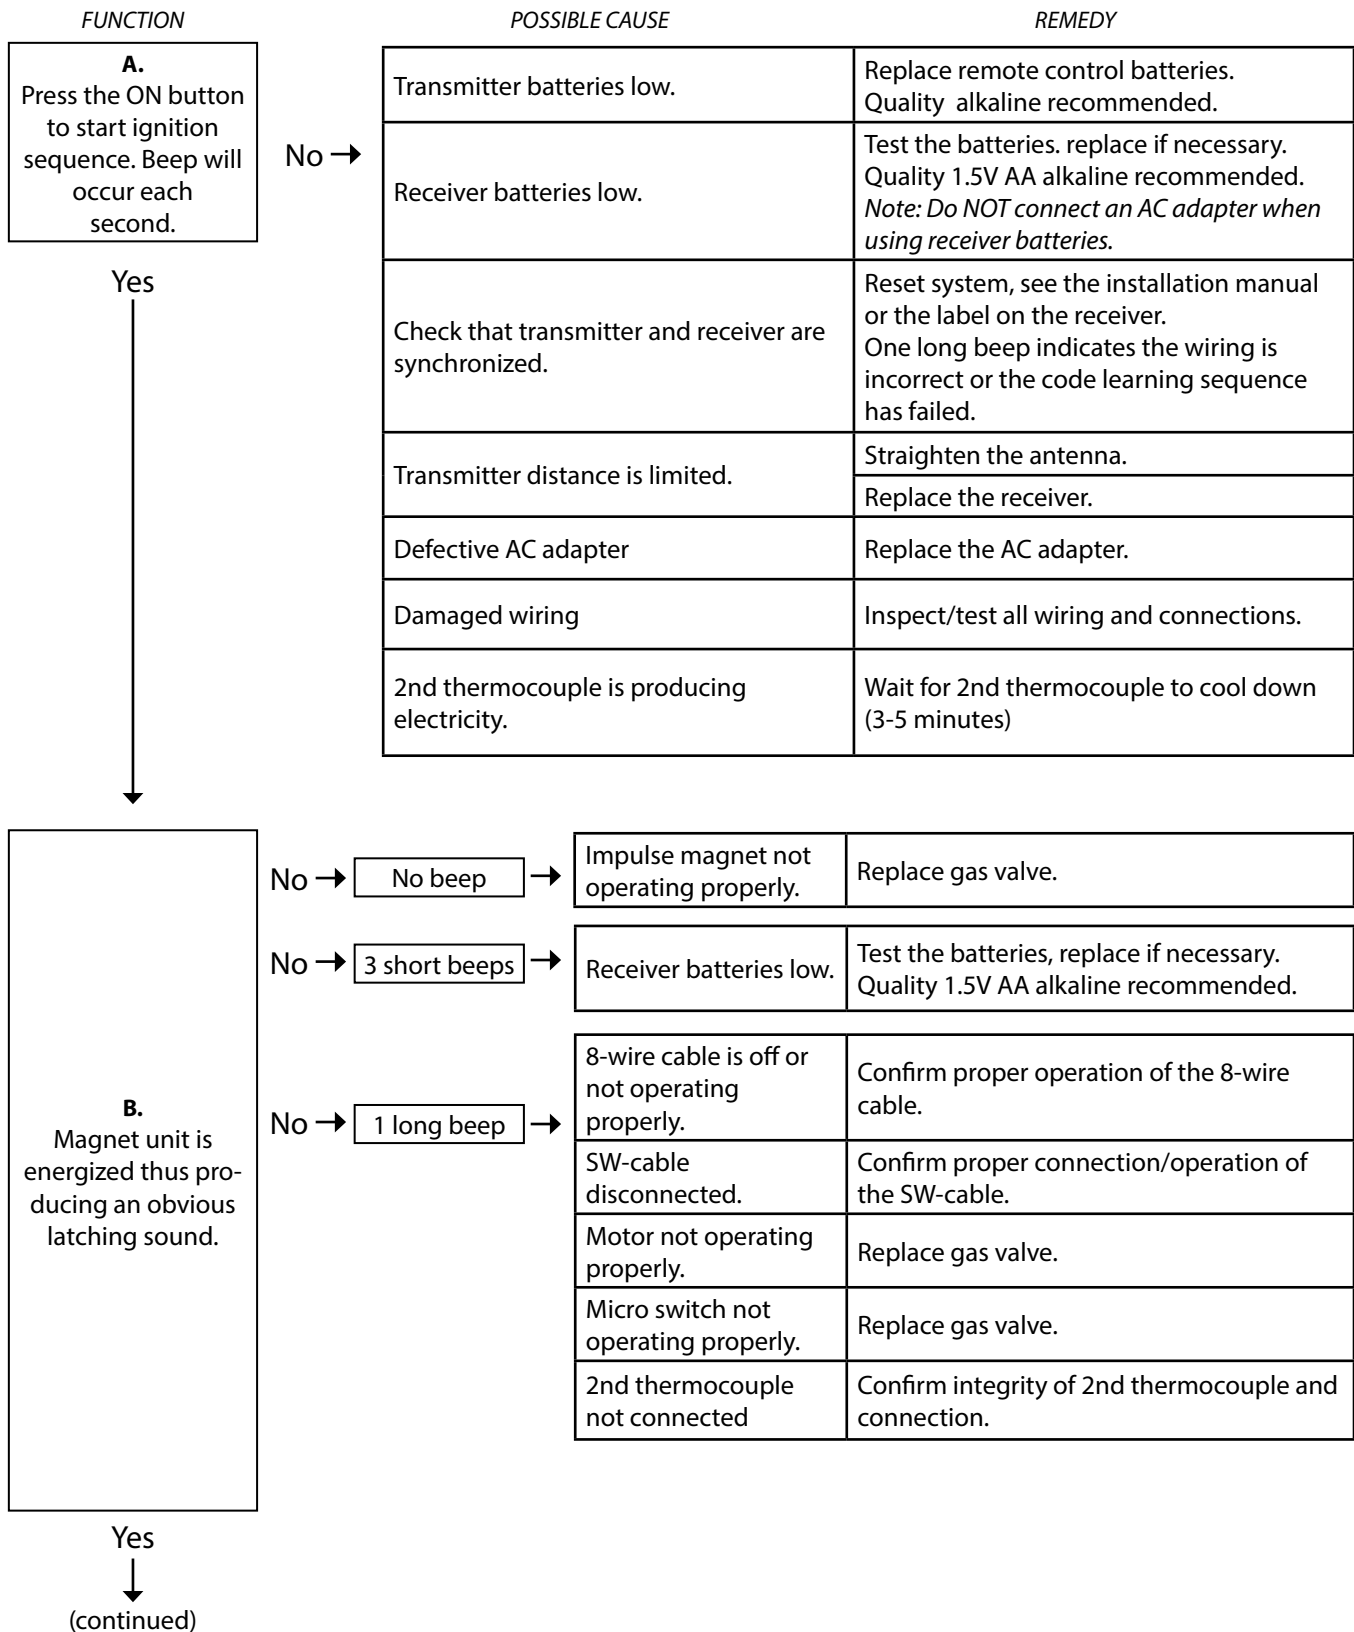 FUNCTION
POSSIBLE CAUSE
REMEDY
A.
Press the ON button
to start ignition
sequence. Beep will
occur each
second.
No
Transmitter batteries low.
Replace remote control batteries.
Quality alkaline recommended.
Receiver batteries low.
Test the batteries. replace if necessary.
Quality 1.5V AA alkaline recommended.
Note: Do NOT connect an AC adapter when
using receiver batteries.
Check that transmitter and receiver are
synchronized.
Reset system, see the installation manual
or the label on the receiver.
One long beep indicates the wiring is
incorrect or the code learning sequence
has failed.
Transmitter distance is limited.
Straighten the antenna.
Replace the receiver.
Defective AC adapter
Replace the AC adapter.
Damaged wiring
Inspect/test all wiring and connections.
2nd thermocouple is producing
electricity.
Wait for 2nd thermocouple to cool down
(3-5 minutes)
Yes
B.
Magnet unit is
energized thus pro-
ducing an obvious
latching sound.
No
No beep
Impulse magnet not
operating properly.
Replace gas valve.
No
3 short beeps
Receiver batteries low.
Test the batteries, replace if necessary.
Quality 1.5V AA alkaline recommended.
No
1 long beep
8-wire cable is off or
not operating
properly.
Confirm proper operation of the 8-wire
cable.
SW-cable
disconnected.
Confirm proper connection/operation of
the SW-cable.
Motor not operating
properly.
Replace gas valve.
Micro switch not
operating properly.
Replace gas valve.
2nd thermocouple
not connected
Confirm integrity of 2nd thermocouple and
connection.
Yes
(continued)